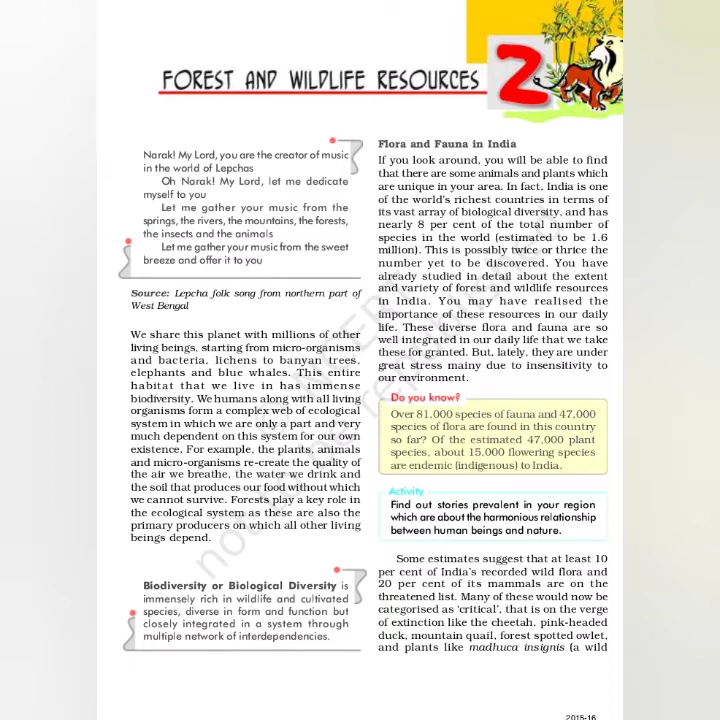 FOREST AND WILDLIFE RESOURCES
2
Narak! My Lord, you are the creator of music
in the world of Lepchas
Oh Narak! My Lord, let me dedicate
myself to you
Let me gather your music from the
springs, the rivers, the mountains, the forests,
the insects and the animals
Let me gather your music from the sweet
breeze and offer it to you
Source: Lepcha folk song from northern part of
West Bengal
We share this planet with millions of other
living beings, starting from micro-organisms
and bacteria, lichens to banyan trees,
elephants and blue whales. This entire
habitat that we live in has immense
biodiversity. We humans along with all living
organisms form a complex web of ecological
system in which we are only a part and very
much dependent on this system for our own
existence. For example, the plants, animals
and micro-organisms re-create the quality of
the air we breathe, the water we drink and
the soil that produces our food without which
we cannot survive. Forests play a key role in
the ecological system as these are also the
primary producers on which all other living
beings depend.
Biodiversity or Biological Diversity is
immensely rich in wildlife and cultivated
species, diverse in form and function but
closely integrated in a system through
multiple network of interdependencies.
Flora and Fauna in India
If you look around, you will be able to find
that there are some animals and plants which
are unique in your area. In fact, India is one
of the world's richest countries in terms of
its vast array of biological diversity, and has
nearly 8 per cent of the total number of
species in the world (estimated to be 1.6
million). This is possibly twice or thrice the
number yet to be discovered. You have
already studied in detail about the extent
and variety of forest and wildlife resources
in India. You may have realised the
importance of these resources in our daily
life. These diverse flora and fauna are so
well integrated in our daily life that we take
these for granted. But, lately, they are under
great stress mainy due to insensitivity to
our environment.
Do you know?
Over 81,000 species of fauna and 47,000
species of flora are found in this country
so far? Of the estimated 47,000 plant
species, about 15,000 flowering species
are endemic (indigenous) to India.
Activity
Find out stories prevalent in your region
which are about the harmonious relationship
between human beings and nature.
Some estimates suggest that at least 10
per cent of India's recorded wild flora and
20 per cent of its mammals are on the
threatened list. Many of these would now be
categorised as 'critical', that is on the verge
of extinction like the cheetah, pink-headed
duck, mountain quail, forest spotted owlet,
and plants like madhuca insignis (a wild
2015-16
© NCERT
not to be republished